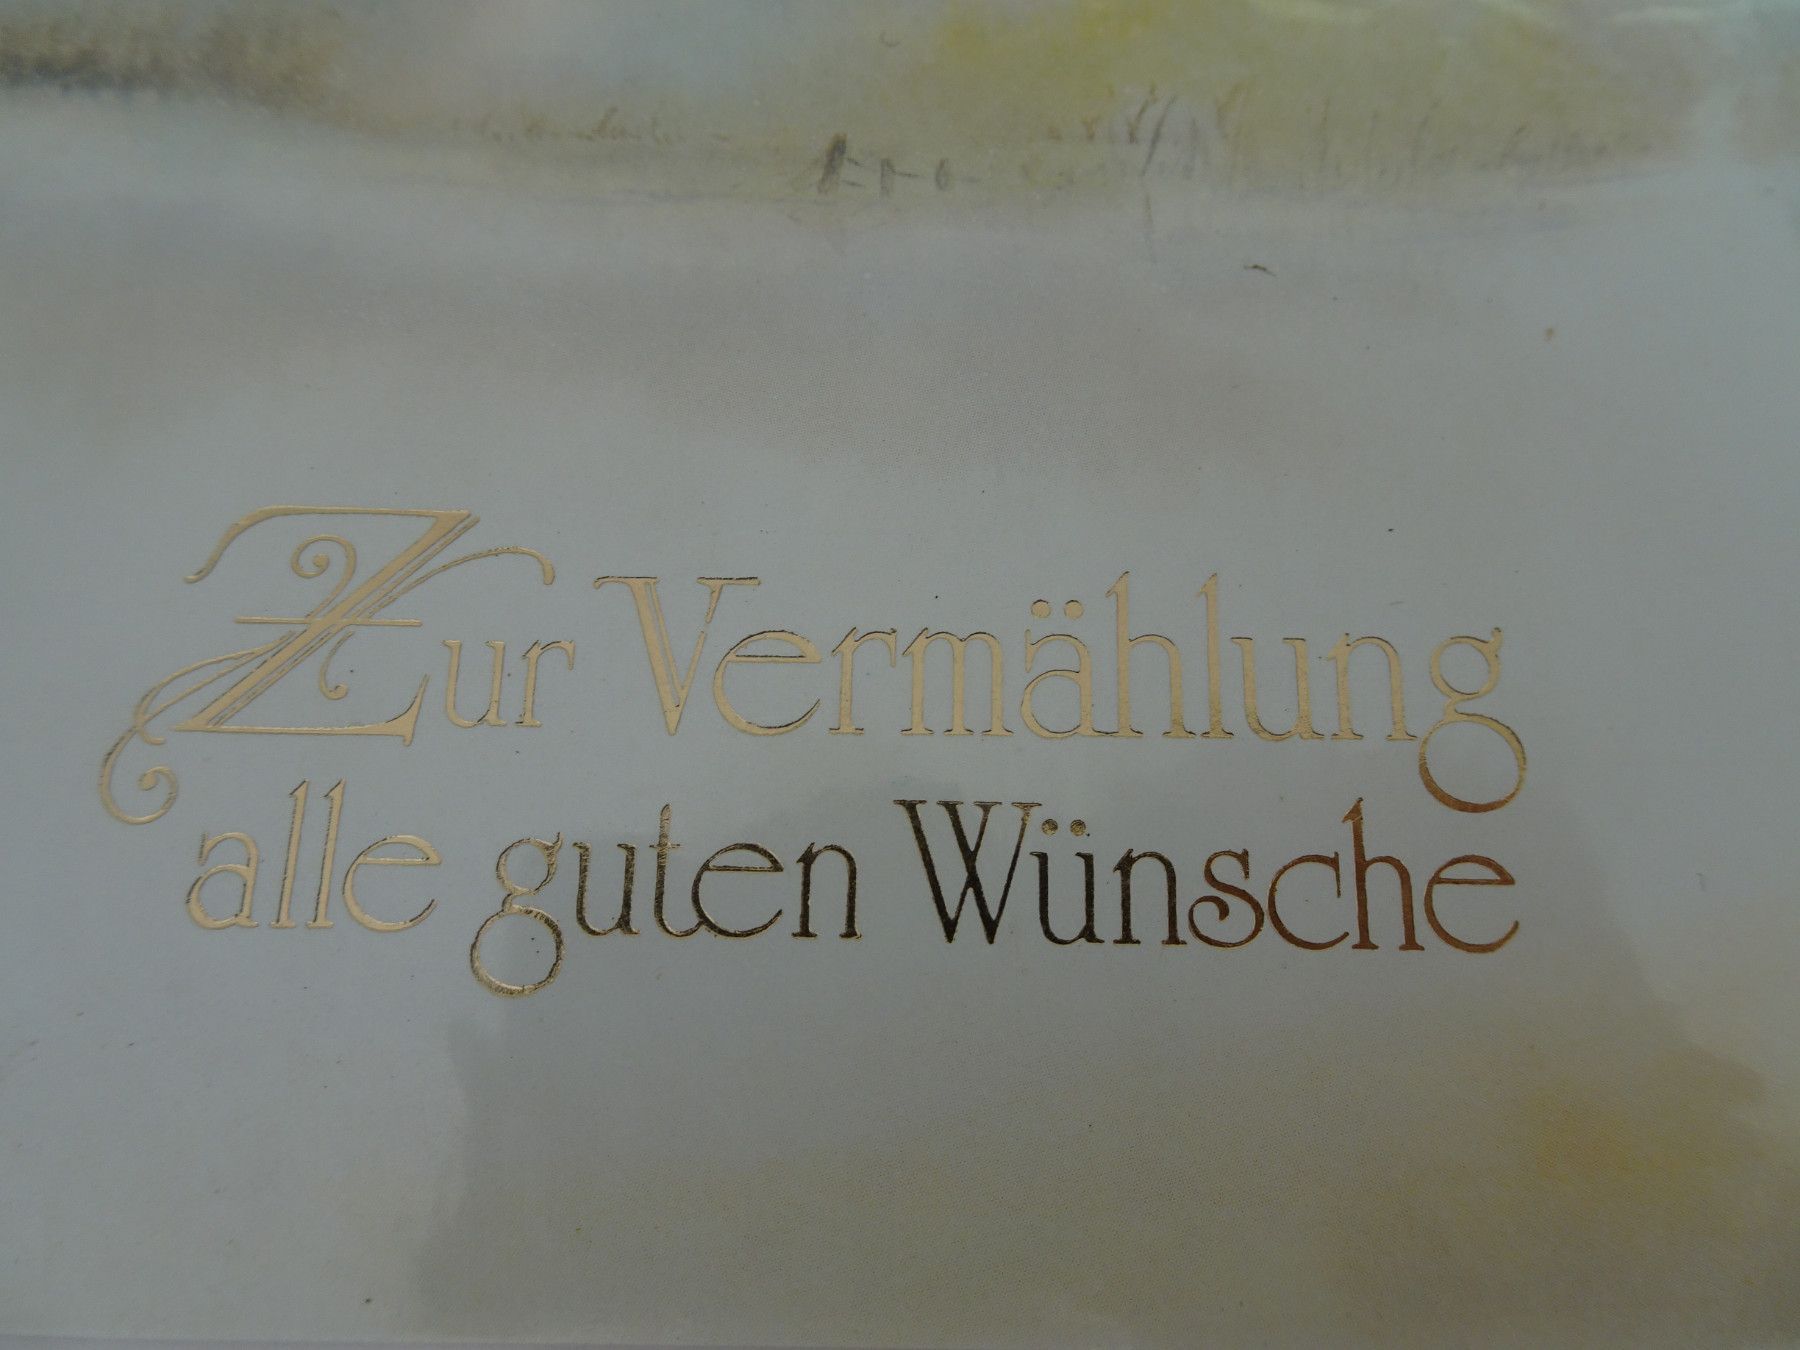 Zur Vermählung
alle guten Wünsche